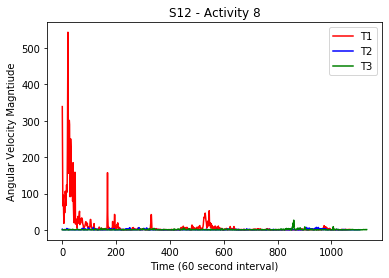 S12 - Activity 8
T1
T2
T3
Angular Velocity Magntiude
500
400
300
200
100
0
0 200 400 600 800 1000
Time (60 second interval)